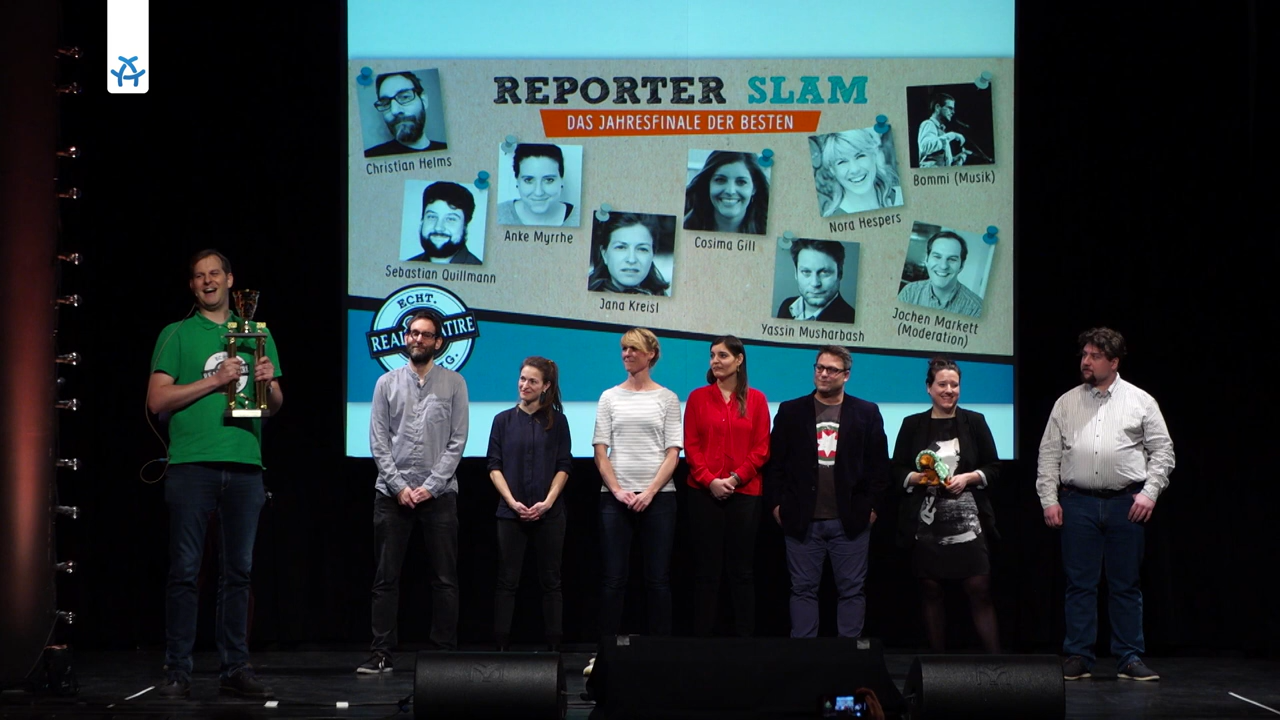 REPORTER SLAM
DAS JAHRESFINALE DER BESTEN
Christian Helms
Bommi (Musik)
Anke Myrrhe
Cosima Gill
Nora Hespers
Sebastian Quillmann
Jana Kreisl
Yassin Musharbash
Jochen Markett
(Moderation)
ECHT.